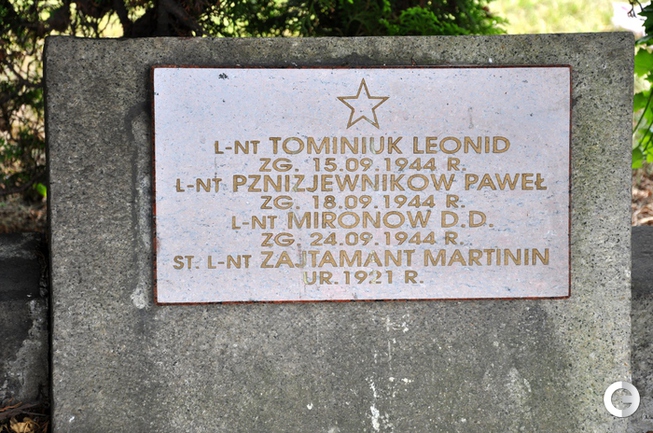 L-NT TOMINIUK LEONID
ZG. 15.09.1944 R.
L-NT PZNIZJEWNIKOW PAWEŁ
ZG. 18.09.1944 R.
L-NT MIRONOW D.D.
ZG. 24.09.1944 R.
ST. L-NT ZAJTAMANT MARTININ
UR. 1921 R.